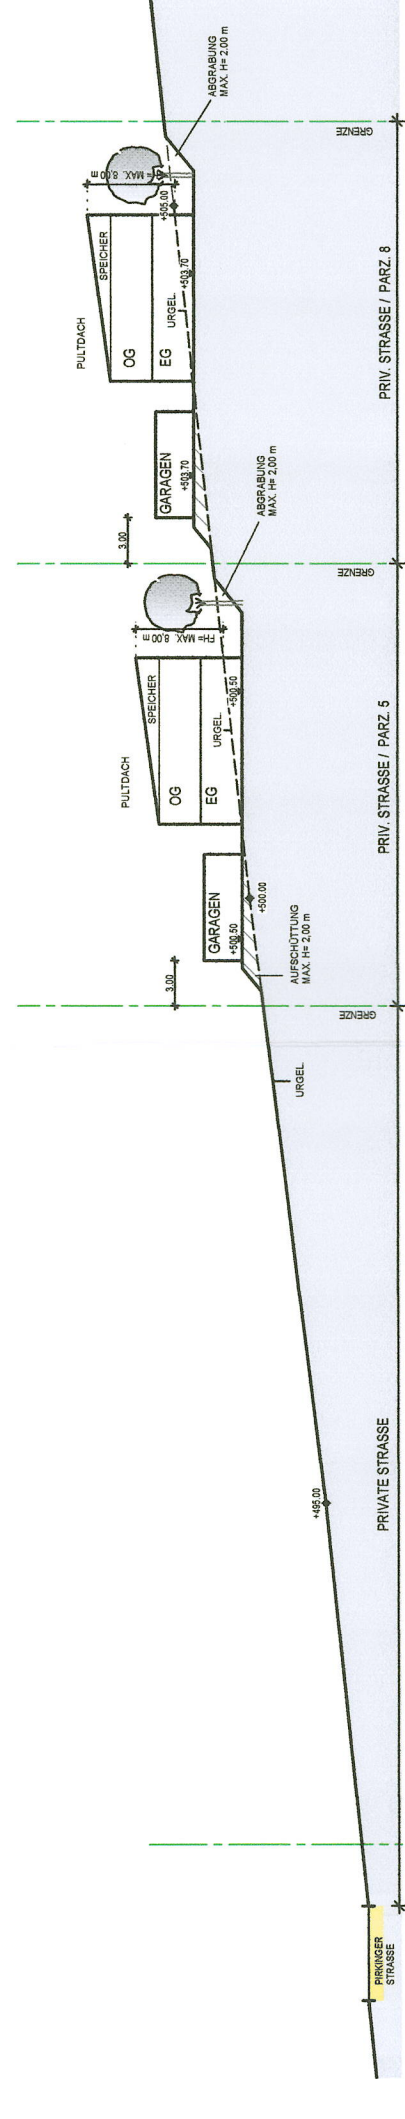 PIRKINGER
STRASSE
PRIVATE STRASSE
+495.00
URGEL.
GRENZE
3.00
AUFSCHÜTTUNG
MAX. H= 2,00 m
+500.00
GARAGEN
+500.50
PULTDACH
SPEICHER
OG
EG
URGEL.
+500.50
FH= MAX. 8,00 m
ABGRABUNG
MAX. H= 2,00 m
PRIV. STRASSE / PARZ. 5
GRENZE
3.00
GARAGEN
+503.70
PULTDACH
SPEICHER
OG
EG
URGEL.
+503.70
+505.00
= MAX. 8,00 m
ABGRABUNG
MAX. H= 2.00 m
PRIV. STRASSE / PARZ. 8
GRENZE